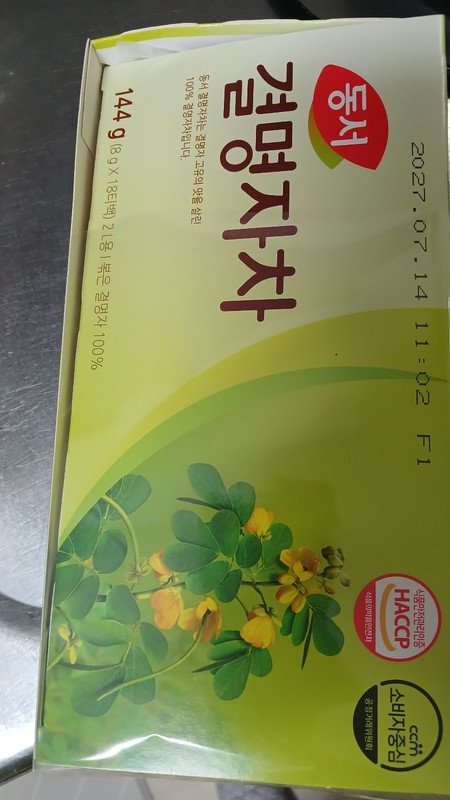 동서
결명자차
동서 결명자차는 결명자 고유의 맛을 살린
100% 결명자차입니다.
144 g (8 g X 18티백) 2 L용 | 볶은 결명자 100%
2027.07.14 11:02 F1
식품안전관리인증
HACCP
식품의약품안전처
ccm
소비자중심
공정거래위원회